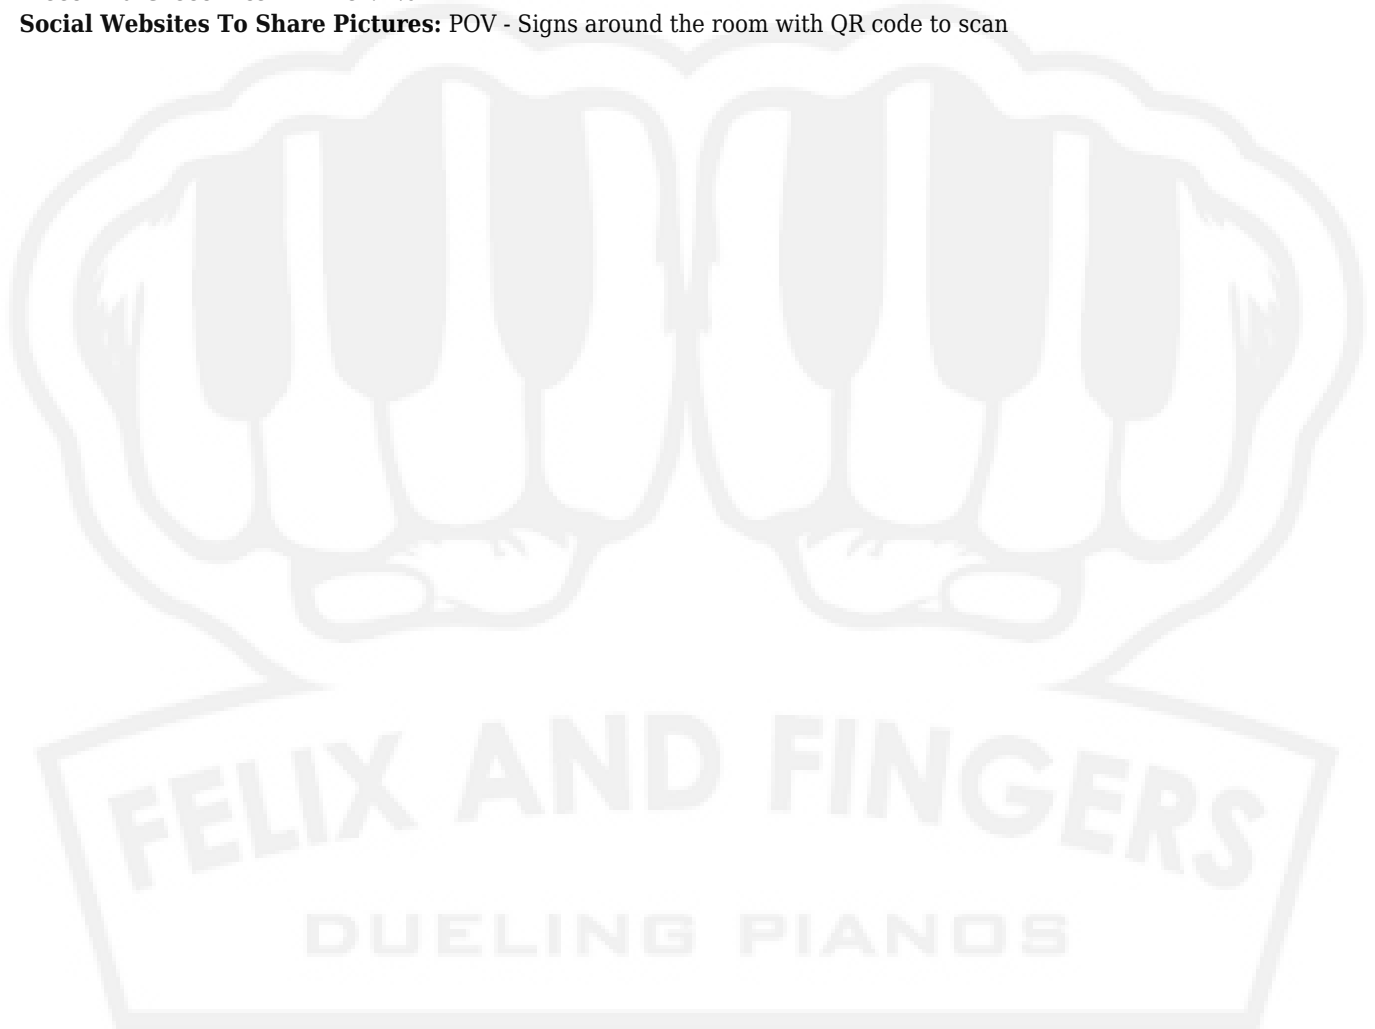 Social Websites To Share Pictures: POV - Signs around the room with QR code to scan
FELIX AND FINGERS
DUELING PIANOS